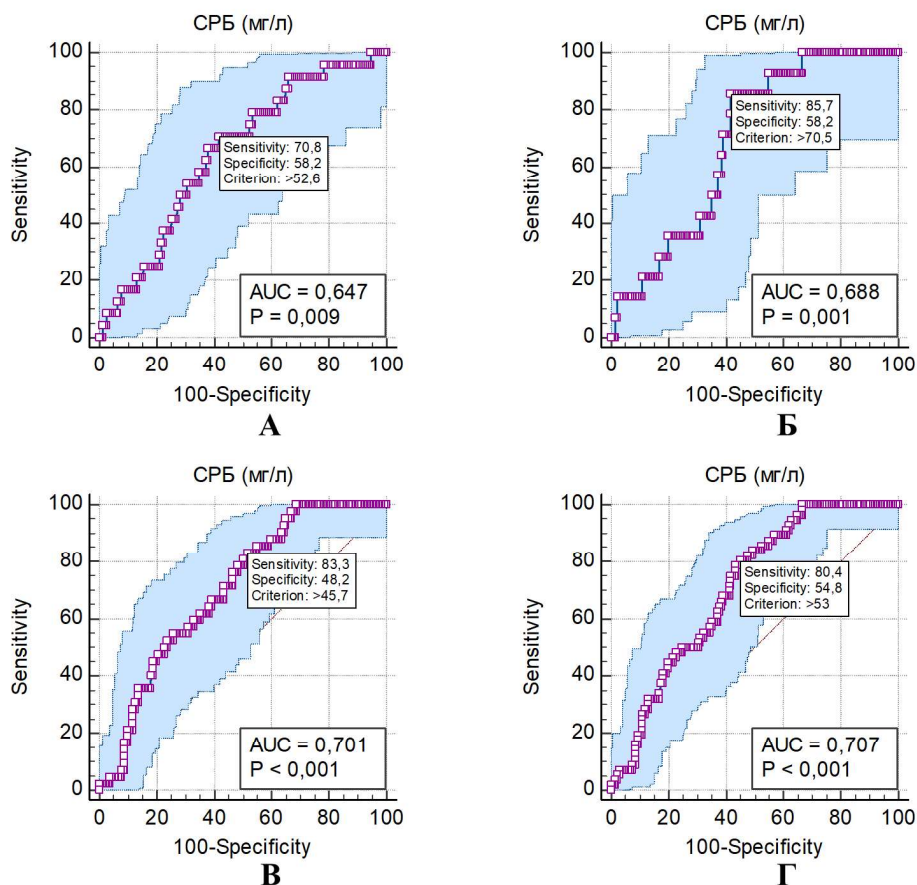 СРБ (мг/л)
100
80
60
40
20
0
Sensitivity
Sensitivity: 70,8
Specificity: 58,2
Criterion: >52,6
AUC = 0,647
P = 0,009
0 20 40 60 80 100
100-Specificity
А
СРБ (мг/л)
100
80
60
40
20
0
Sensitivity
Sensitivity: 85,7
Specificity: 58,2
Criterion: >70,5
AUC = 0,688
P = 0,001
0 20 40 60 80 100
100-Specificity
Б
СРБ (мг/л)
100
80
60
40
20
0
Sensitivity
Sensitivity: 83,3
Specificity: 48,2
Criterion: >45,7
AUC = 0,701
P < 0,001
0 20 40 60 80 100
100-Specificity
В
СРБ (мг/л)
100
80
60
40
20
0
Sensitivity
Sensitivity: 80,4
Specificity: 54,8
Criterion: >53
AUC = 0,707
P < 0,001
0 20 40 60 80 100
100-Specificity
Г